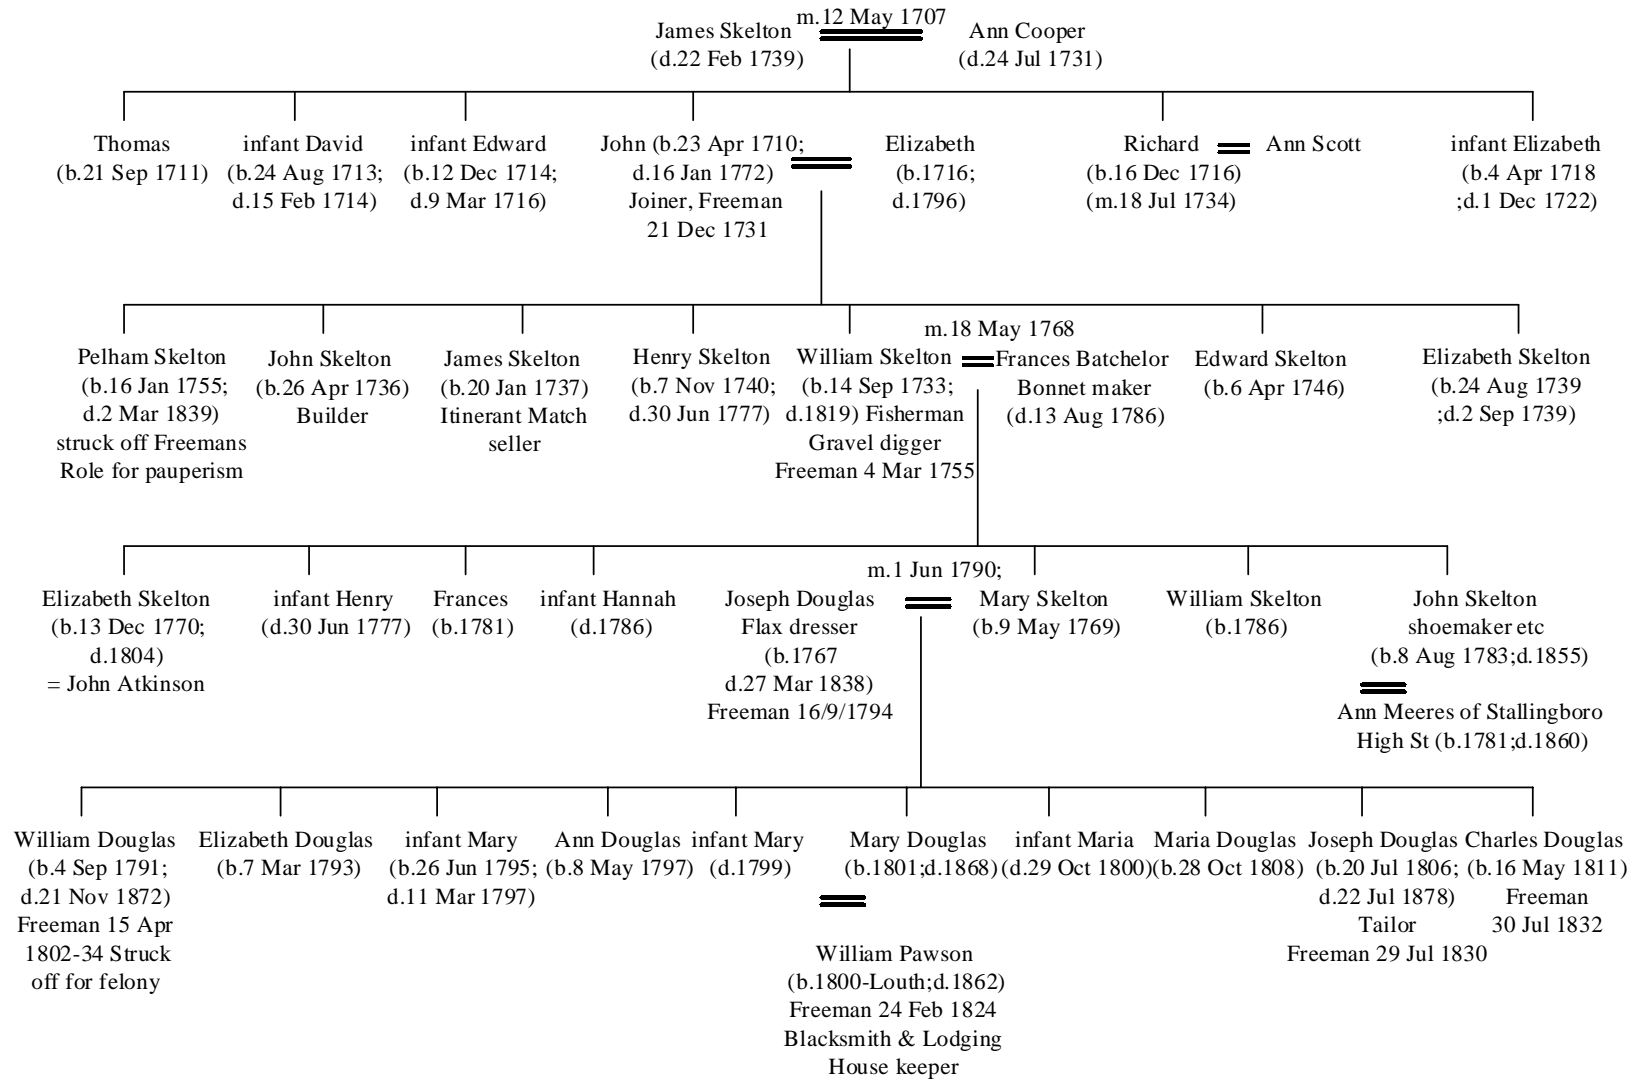 m.12 May 1707
James Skelton
(d.22 Feb 1739)
Ann Cooper
(d.24 Jul 1731)
Thomas
(b.21 Sep 1711)
infant David
(b.24 Aug 1713;
d.15 Feb 1714)
infant Edward
(b.12 Dec 1714;
d.9 Mar 1716)
John (b.23 Apr 1710;
d.16 Jan 1772)
Joiner, Freeman
21 Dec 1731
Elizabeth
(b.1716;
d.1796)
Richard
(b.16 Dec 1716)
(m.18 Jul 1734)
Ann Scott
infant Elizabeth
(b.4 Apr 1718
;d.1 Dec 1722)
Pelham Skelton
(b.16 Jan 1755;
d.2 Mar 1839)
struck off Freemans
Role for pauperism
John Skelton
(b.26 Apr 1736)
Builder
James Skelton
(b.20 Jan 1737)
Itinerant Match
seller
Henry Skelton
(b.7 Nov 1740;
d.30 Jun 1777)
William Skelton
(b.14 Sep 1733;
d.1819) Fisherman
Gravel digger
Freeman 4 Mar 1755
m.18 May 1768
Frances Batchelor
Bonnet maker
(d.13 Aug 1786)
Edward Skelton
(b.6 Apr 1746)
Elizabeth Skelton
(b.24 Aug 1739
;d.2 Sep 1739)
Elizabeth Skelton
(b.13 Dec 1770;
d.1804)
= John Atkinson
infant Henry
(d.30 Jun 1777)
Frances
(b.1781)
infant Hannah
(d.1786)
Joseph Douglas
Flax dresser
(b.1767
d.27 Mar 1838)
Freeman 16/9/1794
m.1 Jun 1790;
Mary Skelton
(b.9 May 1769)
William Skelton
(b.1786)
John Skelton
shoemaker etc
(b.8 Aug 1783;d.1855)
Ann Meeres of Stallingboro
High St (b.1781;d.1860)
William Douglas
(b.4 Sep 1791;
d.21 Nov 1872)
Freeman 15 Apr
1802-34 Struck
off for felony
Elizabeth Douglas
(b.7 Mar 1793)
infant Mary
(b.26 Jun 1795;
d.11 Mar 1797)
Ann Douglas
(b.8 May 1797)
infant Mary
(d.1799)
Mary Douglas
(b.1801;d.1868)
William Pawson
(b.1800-Louth;d.1862)
Freeman 24 Feb 1824
Blacksmith & Lodging
House keeper
infant Maria
(d.29 Oct 1800)
Maria Douglas
(b.28 Oct 1808)
Joseph Douglas
(b.20 Jul 1806;
d.22 Jul 1878)
Tailor
Freeman 29 Jul 1830
Charles Douglas
(b.16 May 1811)
Freeman
30 Jul 1832